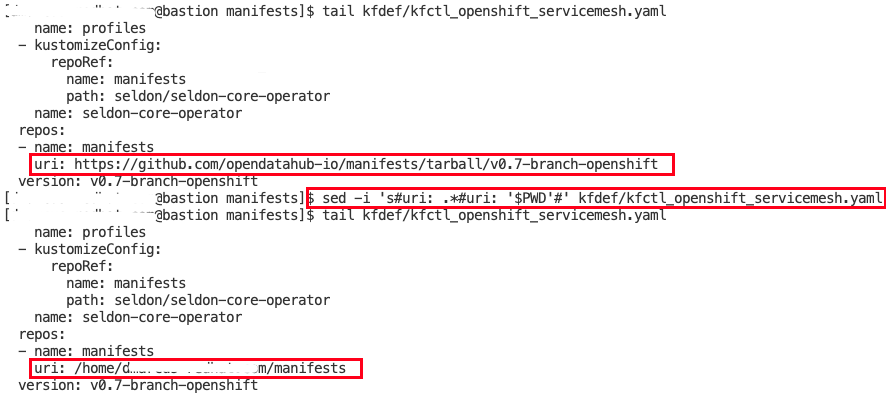 [ @bastion manifests]$ tail kfdef/kfctl_openshift_servicemesh.yaml
    name: profiles
  - kustomizeConfig:
      repoRef:
        name: manifests
        path: seldon/seldon-core-operator
    name: seldon-core-operator
  repos:
  - name: manifests
    uri: https://github.com/opendatahub-io/manifests/tarball/v0.7-branch-openshift
  version: v0.7-branch-openshift
[ @bastion manifests]$ sed -i 's#uri: .*#uri: '$PWD'#' kfdef/kfctl_openshift_servicemesh.yaml
[ @bastion manifests]$ tail kfdef/kfctl_openshift_servicemesh.yaml
    name: profiles
  - kustomizeConfig:
      repoRef:
        name: manifests
        path: seldon/seldon-core-operator
    name: seldon-core-operator
  repos:
  - name: manifests
    uri: /home/ /manifests
  version: v0.7-branch-openshift